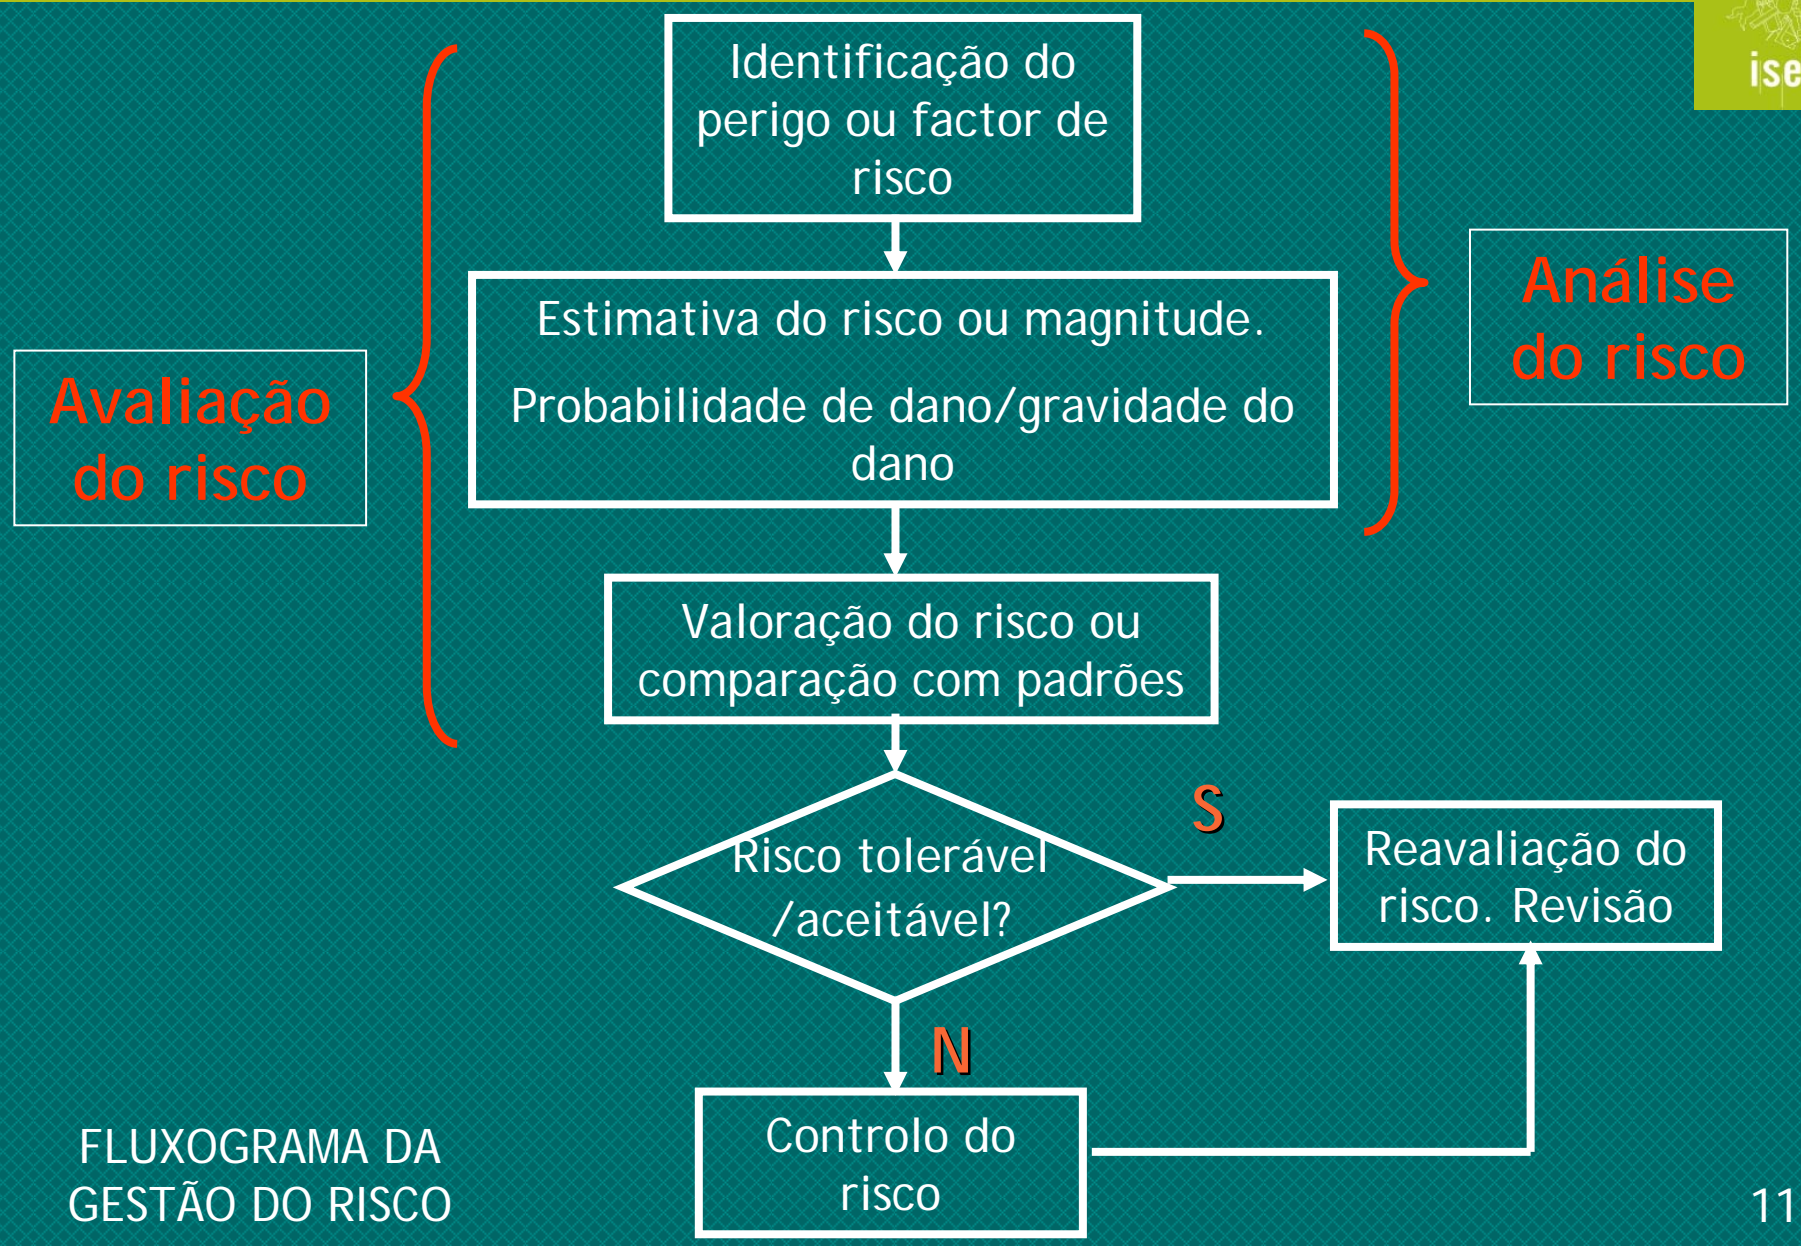 Identificação do
perigo ou factor de
risco
ise
Análise
do risco
Estimativa do risco ou magnitude.
Probabilidade de dano/gravidade do
dano
Avaliação
do risco
Valoração do risco ou
comparação com padrões
S
Risco tolerável
/aceitável?
Reavaliação do
risco. Revisão
N
Controlo do
risco
FLUXOGRAMA DA
GESTÃO DO RISCO
11